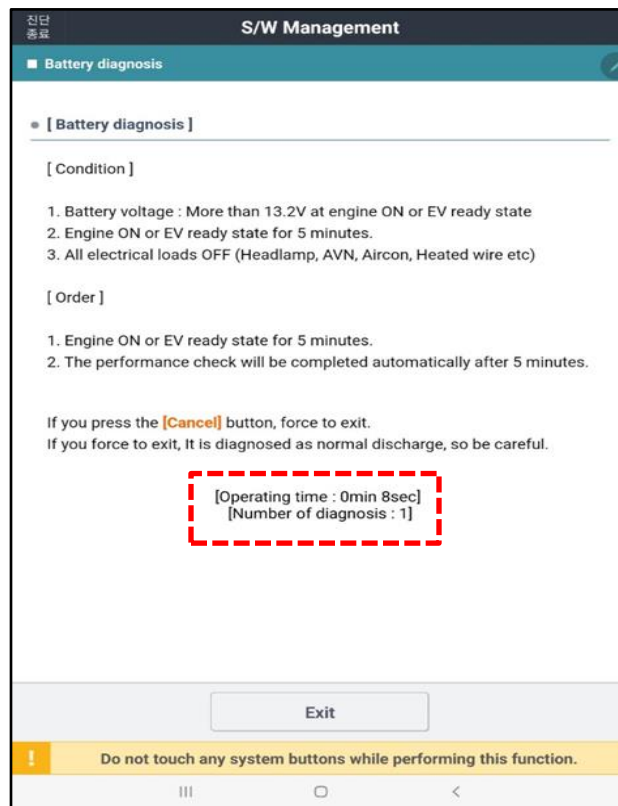 진단
종료
S/W Management
Battery diagnosis
[ Battery diagnosis ]
[ Condition ]
1. Battery voltage : More than 13.2V at engine ON or EV ready state
2. Engine ON or EV ready state for 5 minutes.
3. All electrical loads OFF (Headlamp, AVN, Aircon, Heated wire etc)
[ Order ]
1. Engine ON or EV ready state for 5 minutes.
2. The performance check will be completed automatically after 5 minutes.
If you press the [Cancel] button, force to exit.
If you force to exit, It is diagnosed as normal discharge, so be careful.
[Operating time : 0min 8sec]
[Number of diagnosis : 1]
Exit
! Do not touch any system buttons while performing this function.